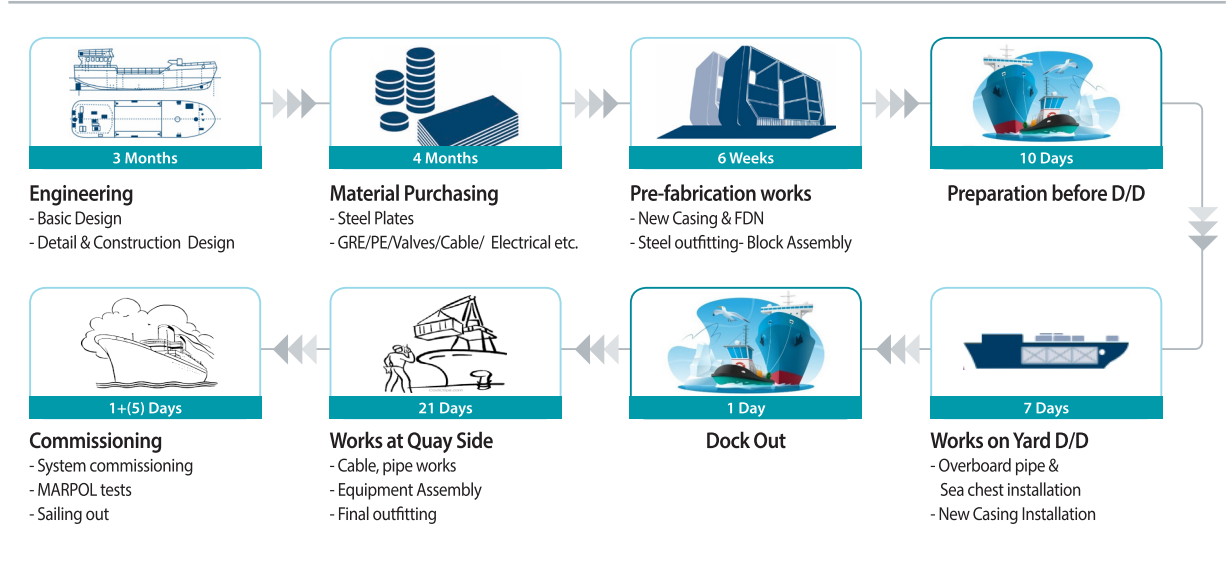 3 Months
Engineering
- Basic Design
- Detail & Construction Design
4 Months
Material Purchasing
- Steel Plates
- GRE/PE/Valves/Cable/ Electrical etc.
6 Weeks
Pre-fabrication works
- New Casing & FDN
- Steel outfitting- Block Assembly
10 Days
Preparation before D/D
7 Days
Works on Yard D/D
- Overboard pipe &
Sea chest installation
- New Casing Installation
1 Day
Dock Out
21 Days
Works at Quay Side
- Cable, pipe works
- Equipment Assembly
- Final outfitting
1+(5) Days
Commissioning
- System commissioning
- MARPOL tests
- Sailing out